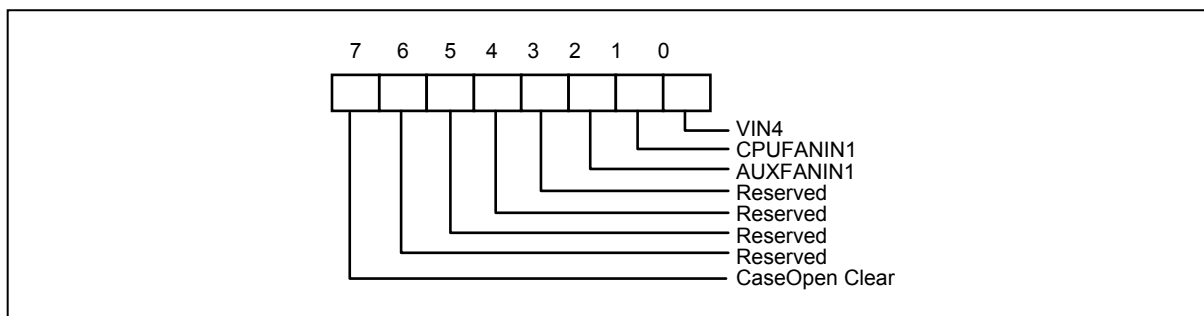 7 6 5 4 3 2 1 0
VIN4
CPUFANIN1
AUXFANIN1
Reserved
Reserved
Reserved
Reserved
CaseOpen Clear